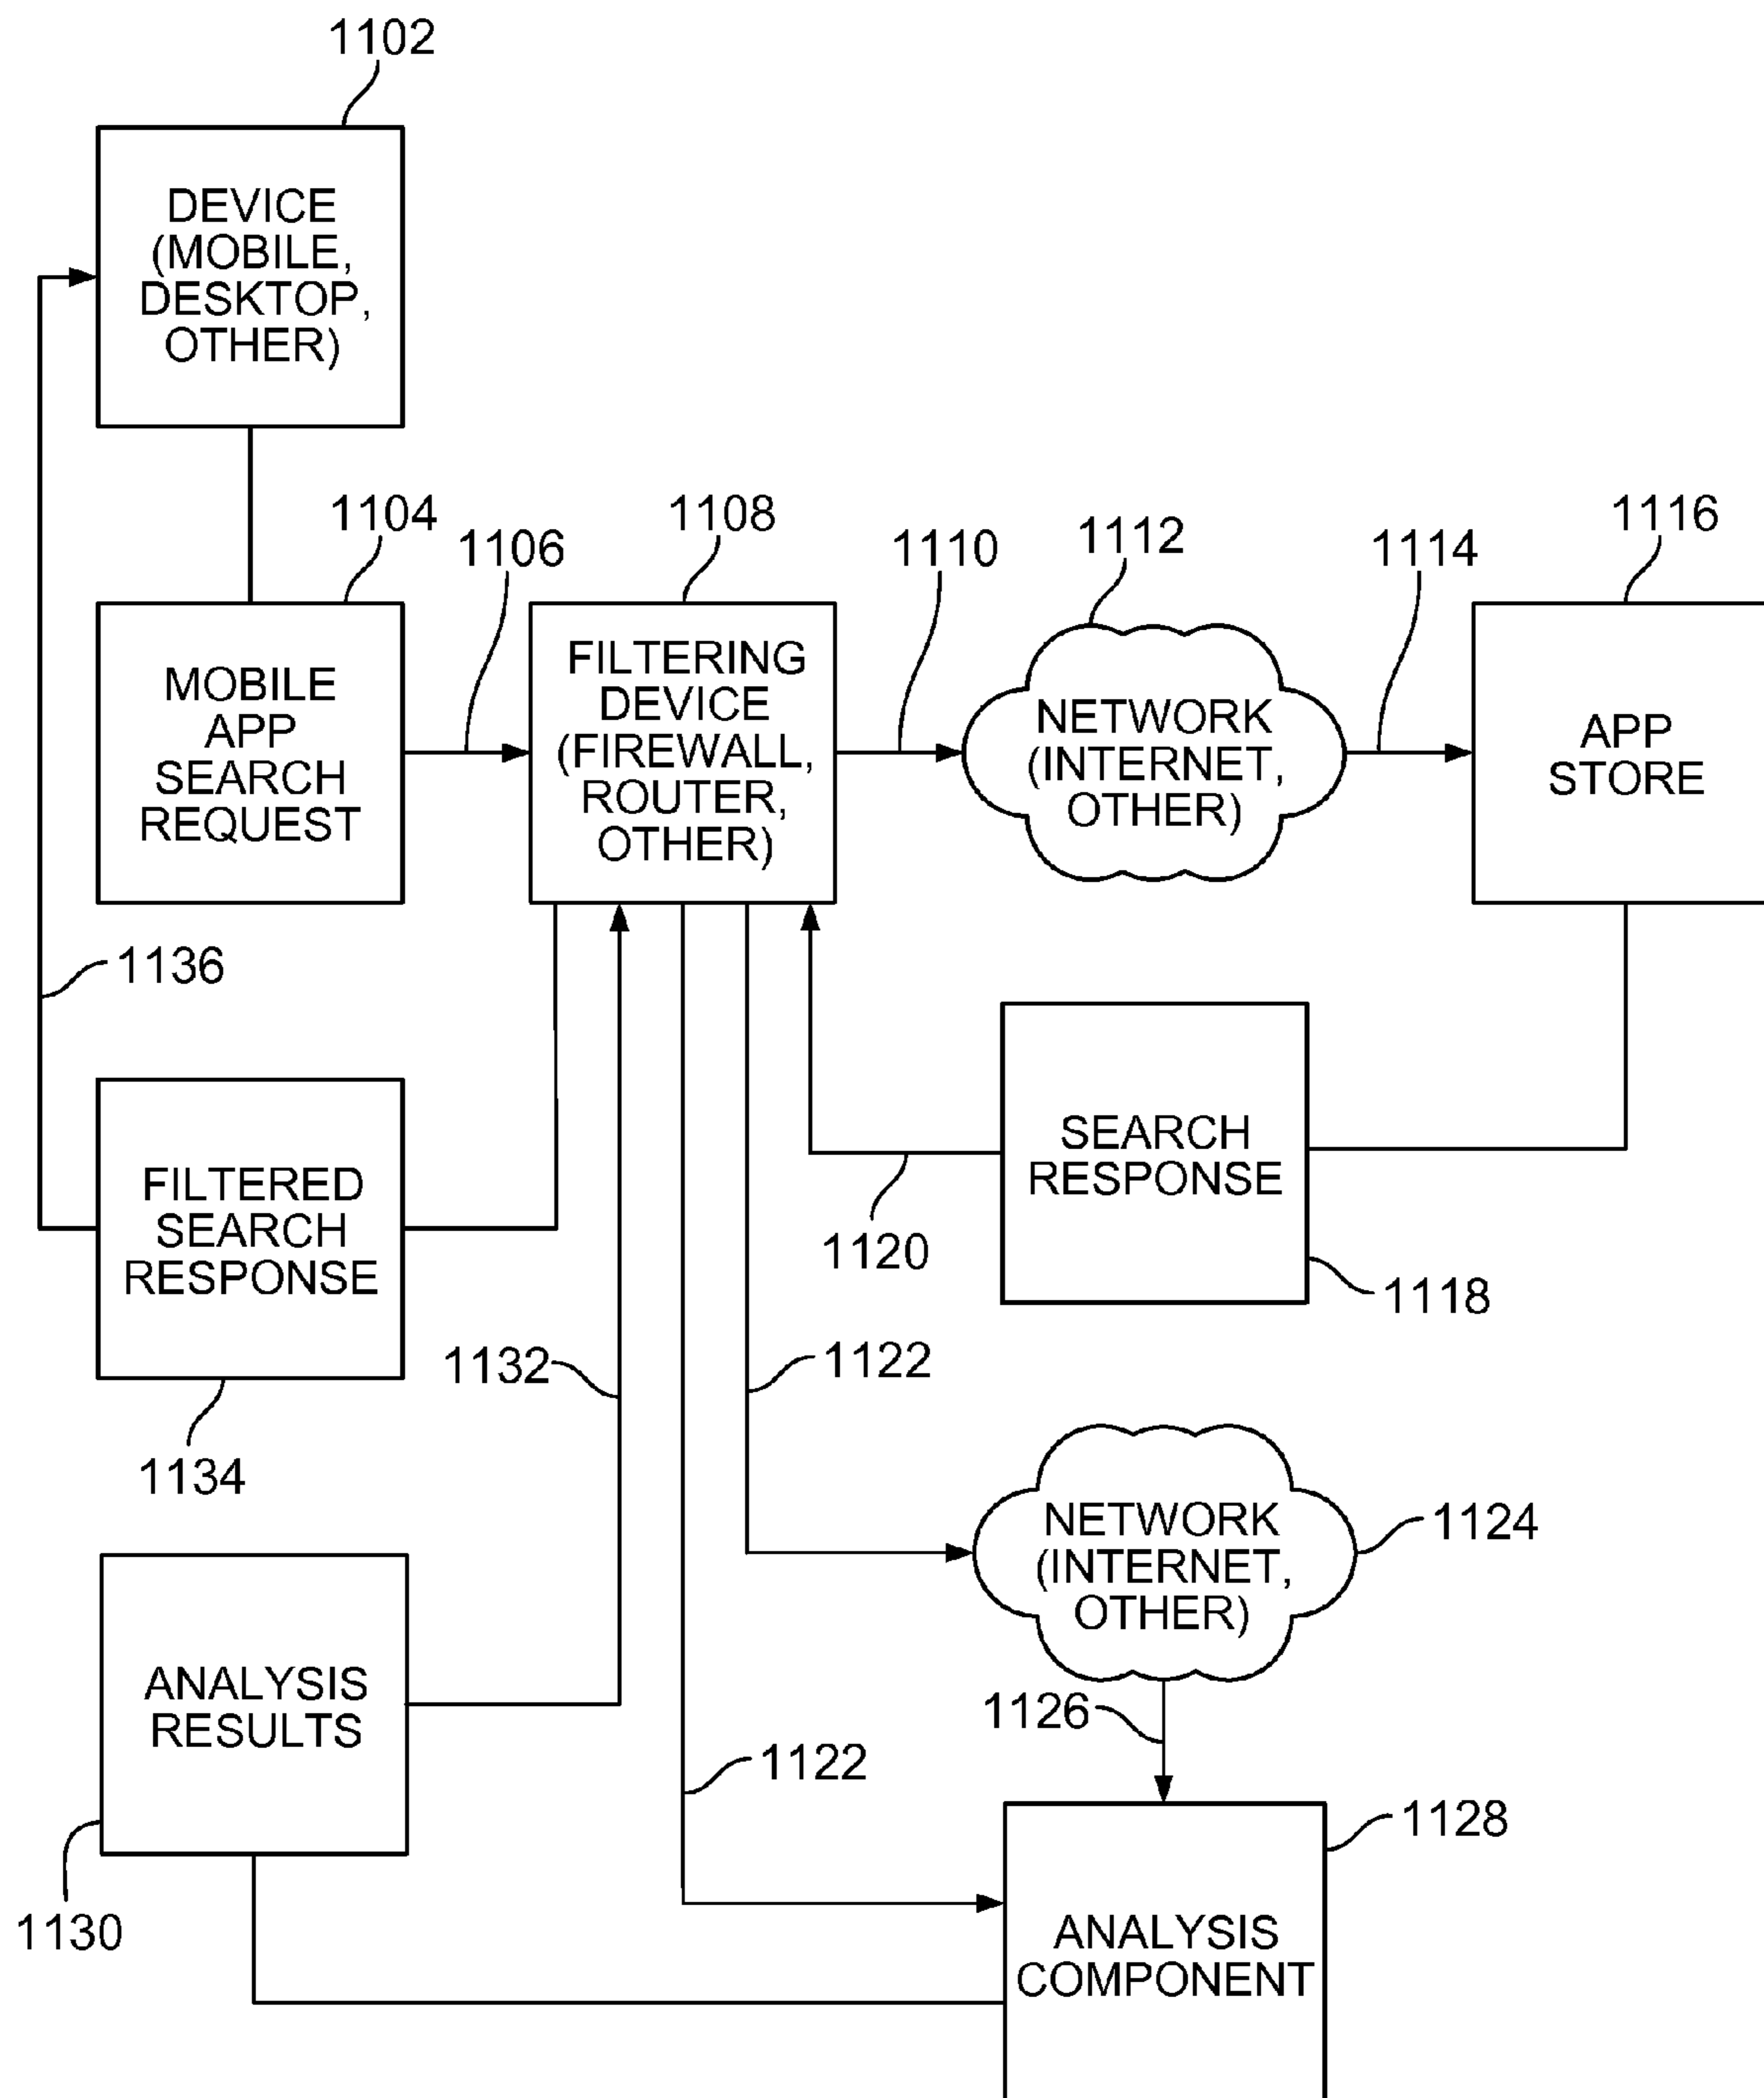 1102
DEVICE
(MOBILE,
DESKTOP,
OTHER)
1104
1106
1108
1110
1112
1114
1116
MOBILE
APP
SEARCH
REQUEST
FILTERING
DEVICE
(FIREWALL,
ROUTER,
OTHER)
NETWORK
(INTERNET,
OTHER)
APP
STORE
1136
FILTERED
SEARCH
RESPONSE
SEARCH
RESPONSE
1120
1118
1132
1122
1134
NETWORK
(INTERNET,
OTHER)
1124
ANALYSIS
RESULTS
1126
1122
1128
1130
ANALYSIS
COMPONENT